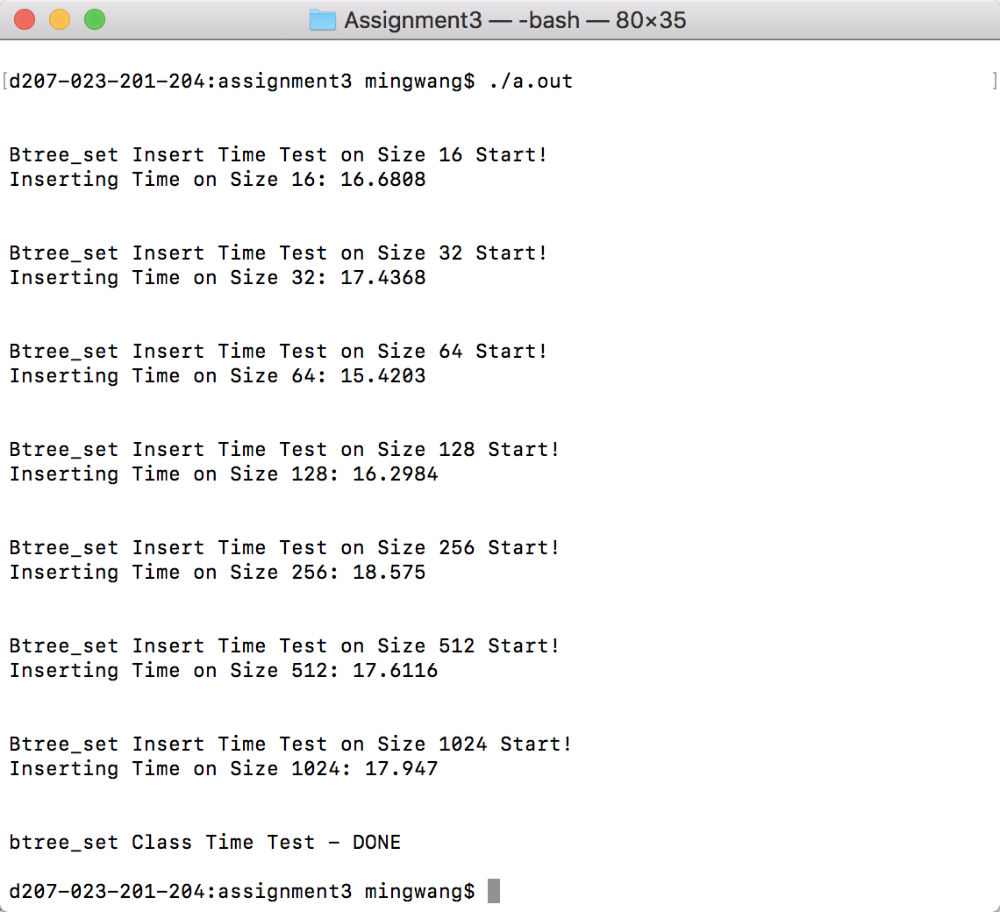 Assignment3 — -bash — 80×35
[d207-023-201-204:assignment3 mingwang$ ./a.out ]
Btree_set Insert Time Test on Size 16 Start!
Inserting Time on Size 16: 16.6808
Btree_set Insert Time Test on Size 32 Start!
Inserting Time on Size 32: 17.4368
Btree_set Insert Time Test on Size 64 Start!
Inserting Time on Size 64: 15.4203
Btree_set Insert Time Test on Size 128 Start!
Inserting Time on Size 128: 16.2984
Btree_set Insert Time Test on Size 256 Start!
Inserting Time on Size 256: 18.575
Btree_set Insert Time Test on Size 512 Start!
Inserting Time on Size 512: 17.6116
Btree_set Insert Time Test on Size 1024 Start!
Inserting Time on Size 1024: 17.947
btree_set Class Time Test - DONE
d207-023-201-204:assignment3 mingwang$